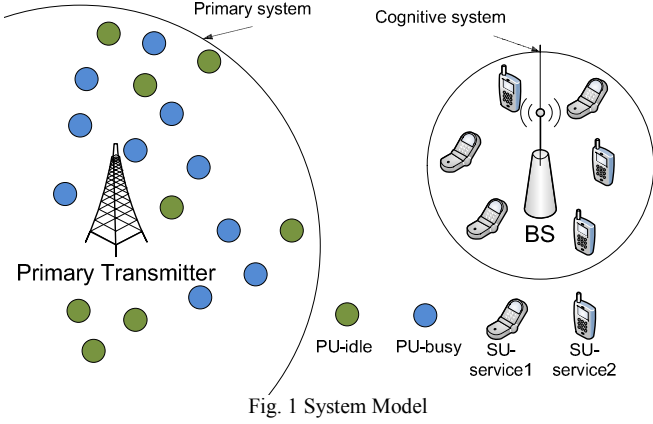 Primary system
Cognitive system
BS
Primary Transmitter
PU-idle
PU-busy
SU-
service1
SU-
service2
Fig. 1 System Model